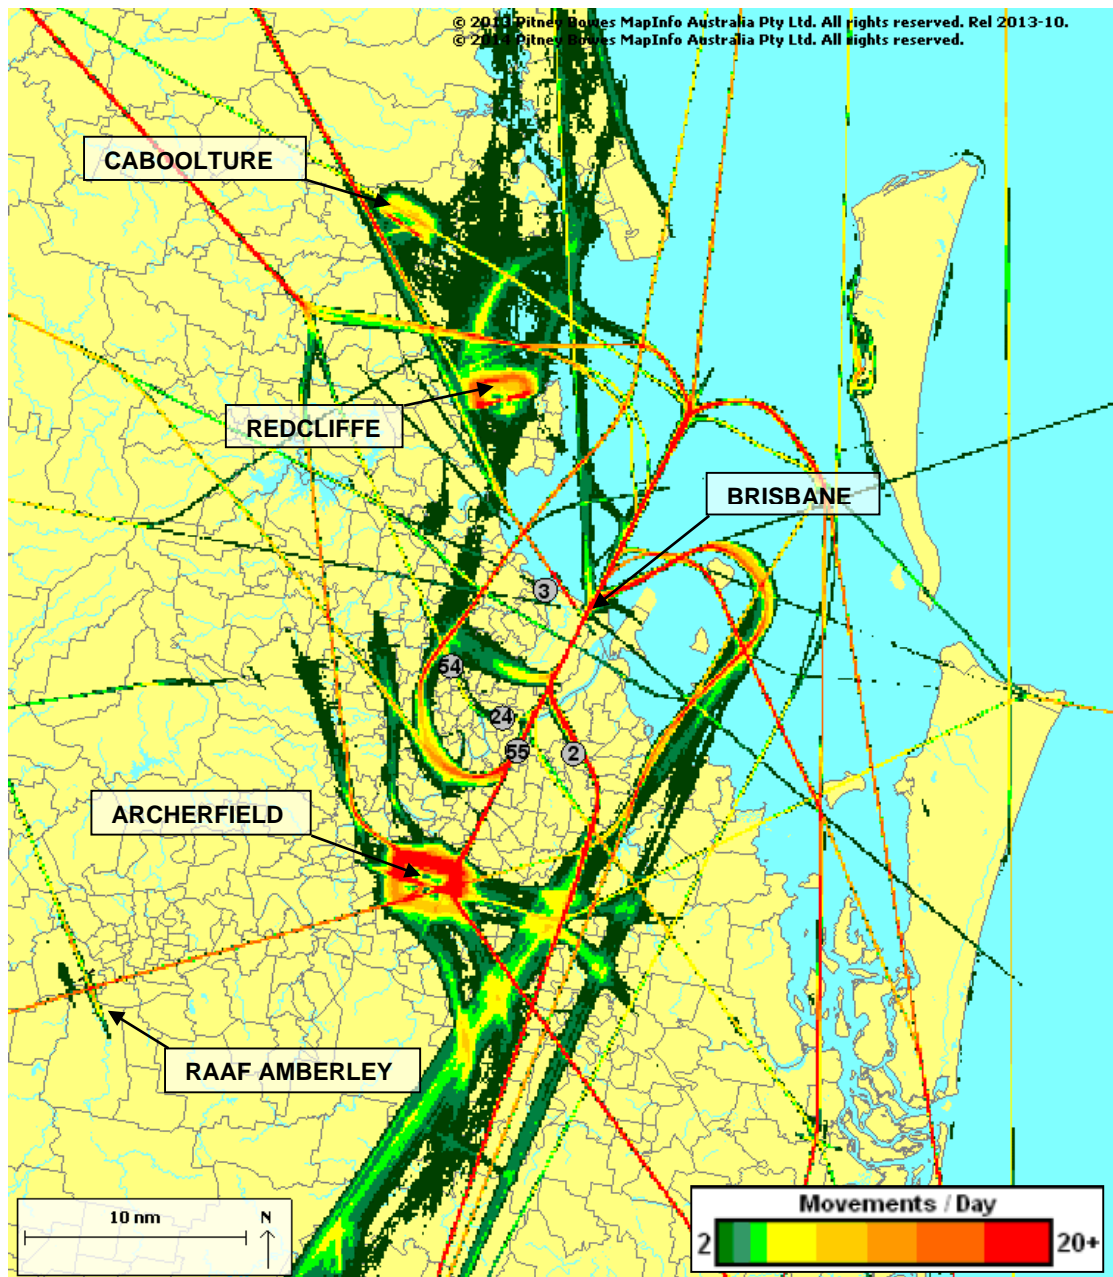 © 2013 Pitney Bowes MapInfo Australia Pty Ltd. All rights reserved. Rel 2013-10.
© 2014 Pitney Bowes MapInfo Australia Pty Ltd. All rights reserved.
CABOOLTURE
REDCLIFFE
BRISBANE
3
54
24
55
2
ARCHERFIELD
RAAF AMBERLEY
10 nm
N
Movements / Day
2
20+